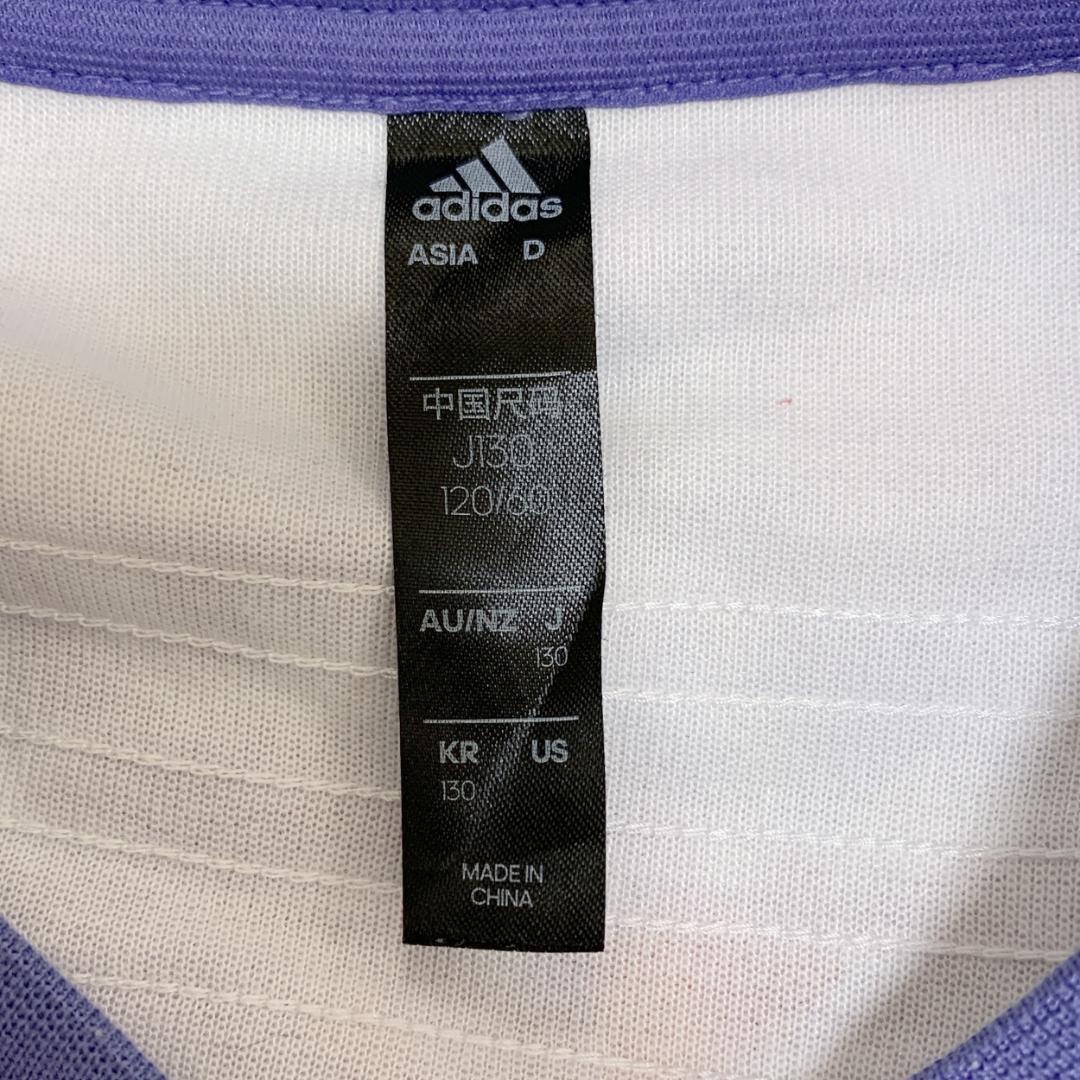 adidas
ASIA D
中国尺码
J130
120/60
AU/NZ J
130
KR US
130
MADE IN
CHINA